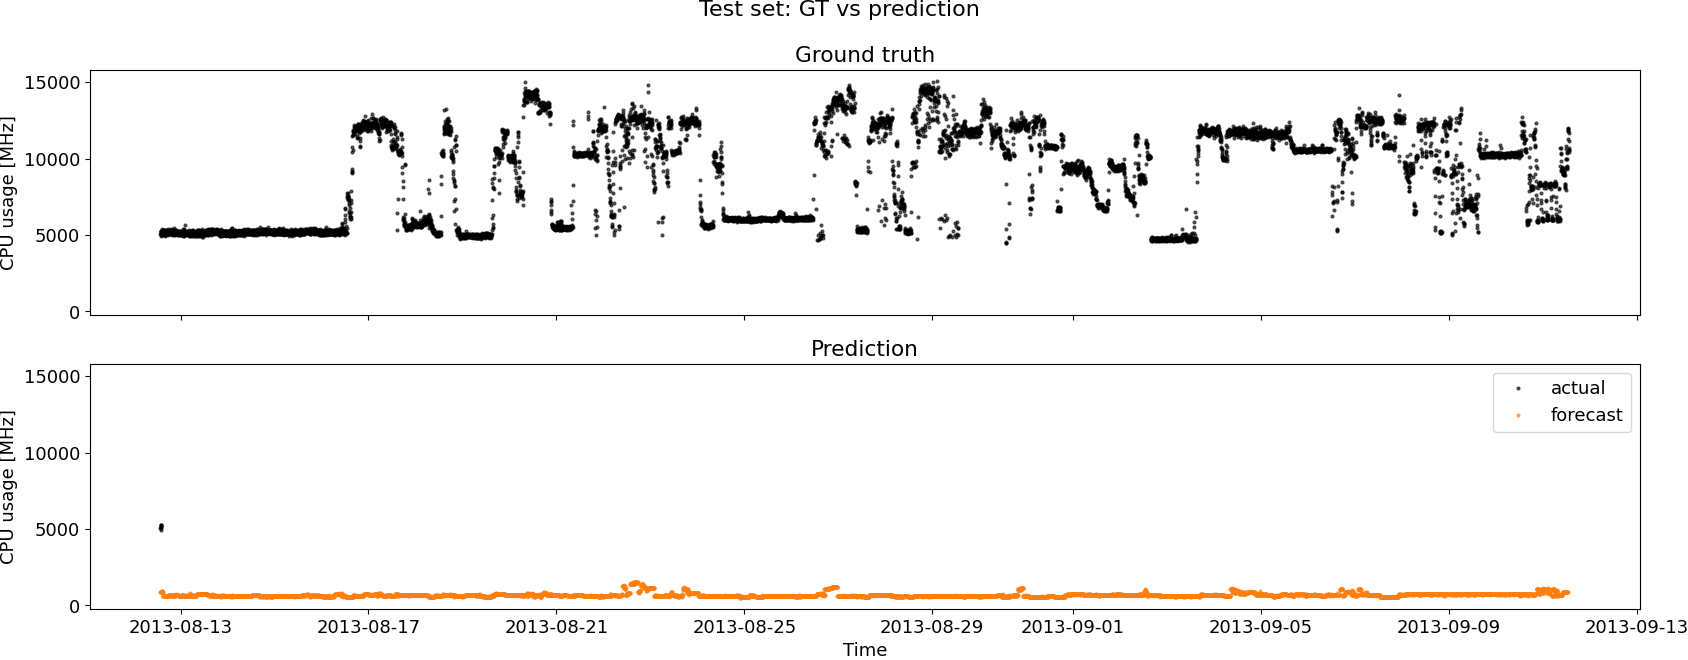 Test set: GT vs prediction
Ground truth
CPU usage [MHz]
15000
10000
5000
0
Prediction
CPU usage [MHz]
15000
10000
5000
0
actual
forecast
2013-08-13 2013-08-17 2013-08-21 2013-08-25 2013-08-29 2013-09-01 2013-09-05 2013-09-09 2013-09-13
Time